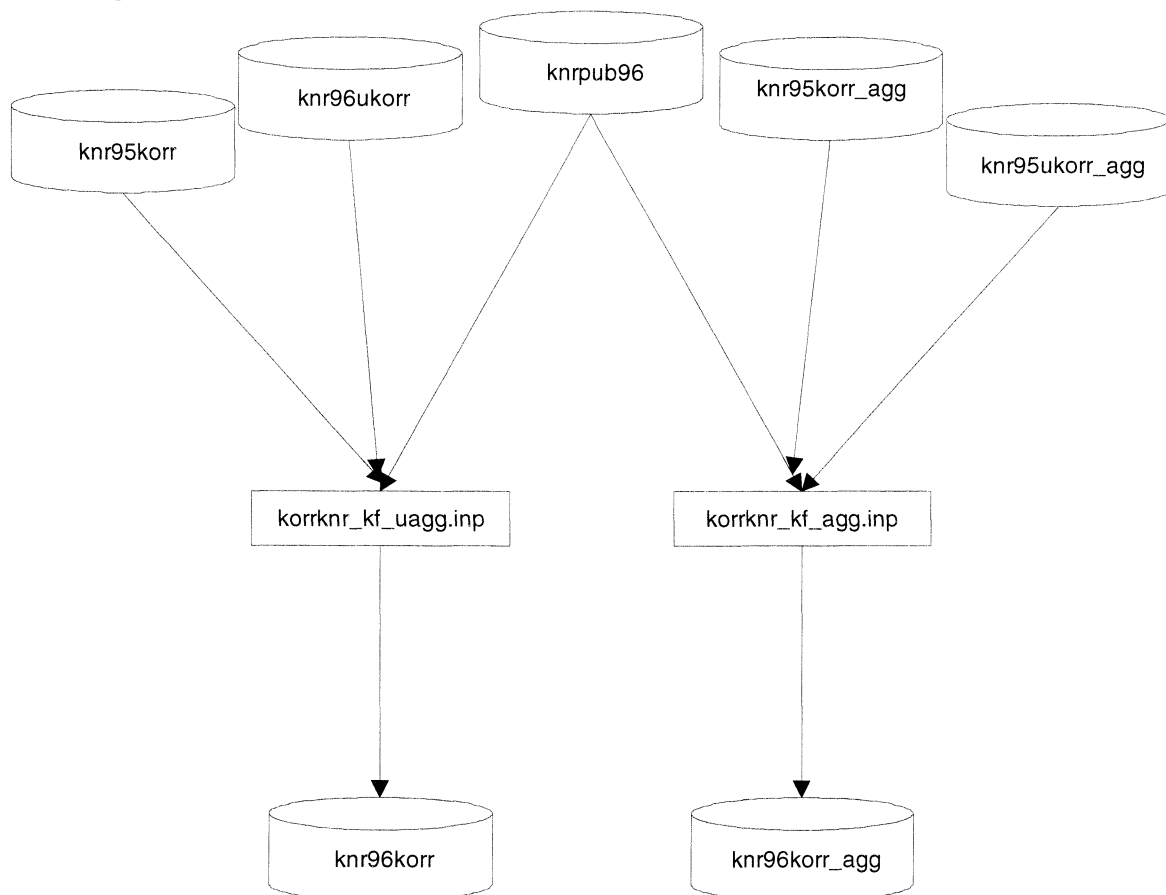 knrpub96
knr96ukorr
knr95korr_agg
knr95korr
knr95ukorr_agg
korrknr_kf_uagg.inp
korrknr_kf_agg.inp
knr96korr
knr96korr_agg